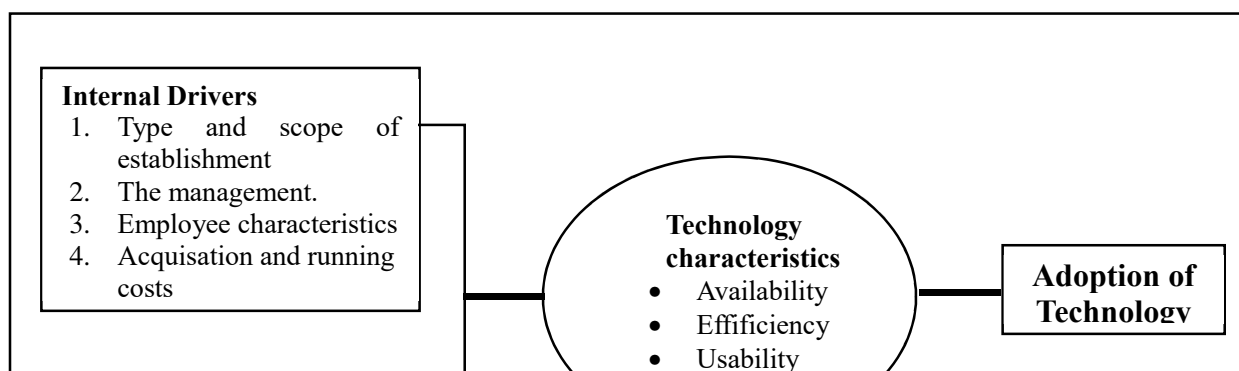 Internal Drivers
1. Type and scope of
establishment
2. The management.
3. Employee characteristics
4. Acquisation and running
costs
Technology
characteristics
• Availability
• Effificiency
• Usability
Adoption of
Technology